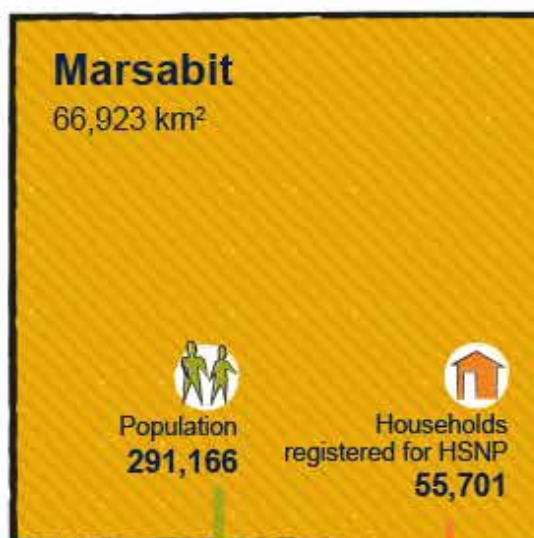 Marsabit
66,923 km²
Population
291,166
Households
registered for HSNP
55,701